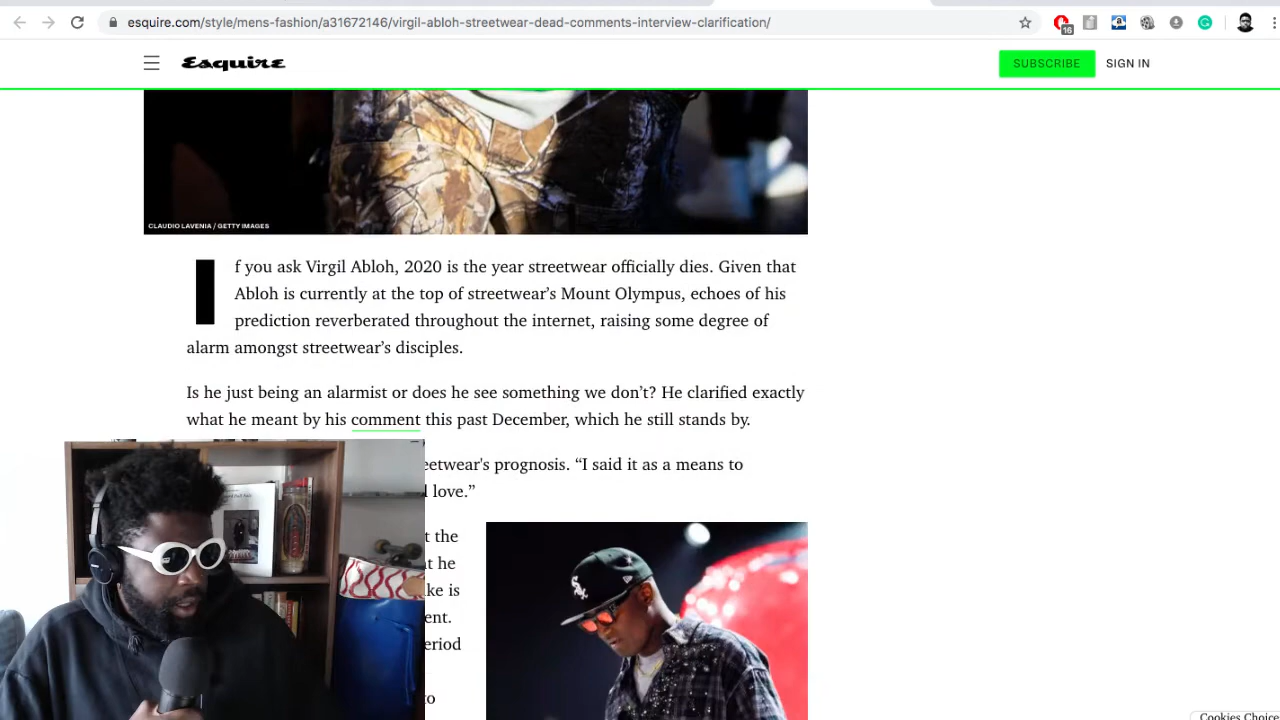 esquire.com/style/mens-fashion/a31672146/virgil-abloh-streetwear-dead-comments-interview-clarification/
16
Esquire
SUBSCRIBE SIGN IN
CLAUDIO LAVENIA / GETTY IMAGES
If you ask Virgil Abloh, 2020 is the year streetwear officially dies. Given that
Abloh is currently at the top of streetwear’s Mount Olympus, echoes of his
prediction reverberated throughout the internet, raising some degree of
alarm amongst streetwear’s disciples.
Is he just being an alarmist or does he see something we don’t? He clarified exactly
what he meant by his comment this past December, which he still stands by.
eetwear's prognosis. “I said it as a means to
love.”
the
he
is
eriod
Cookies Choice